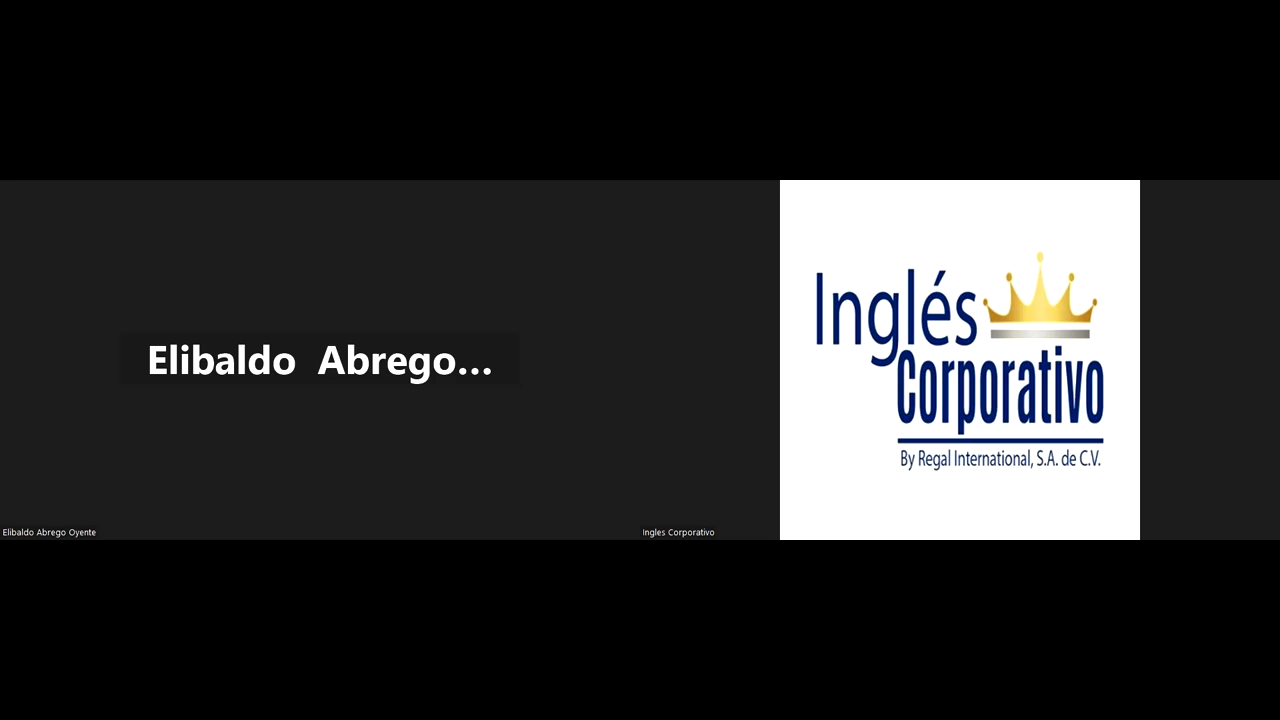 Elibaldo Abrego...
Inglés
Corporativo
By Regal International, S.A. de C.V.
Elibaldo Abrego Oyente
Ingles Corporativo